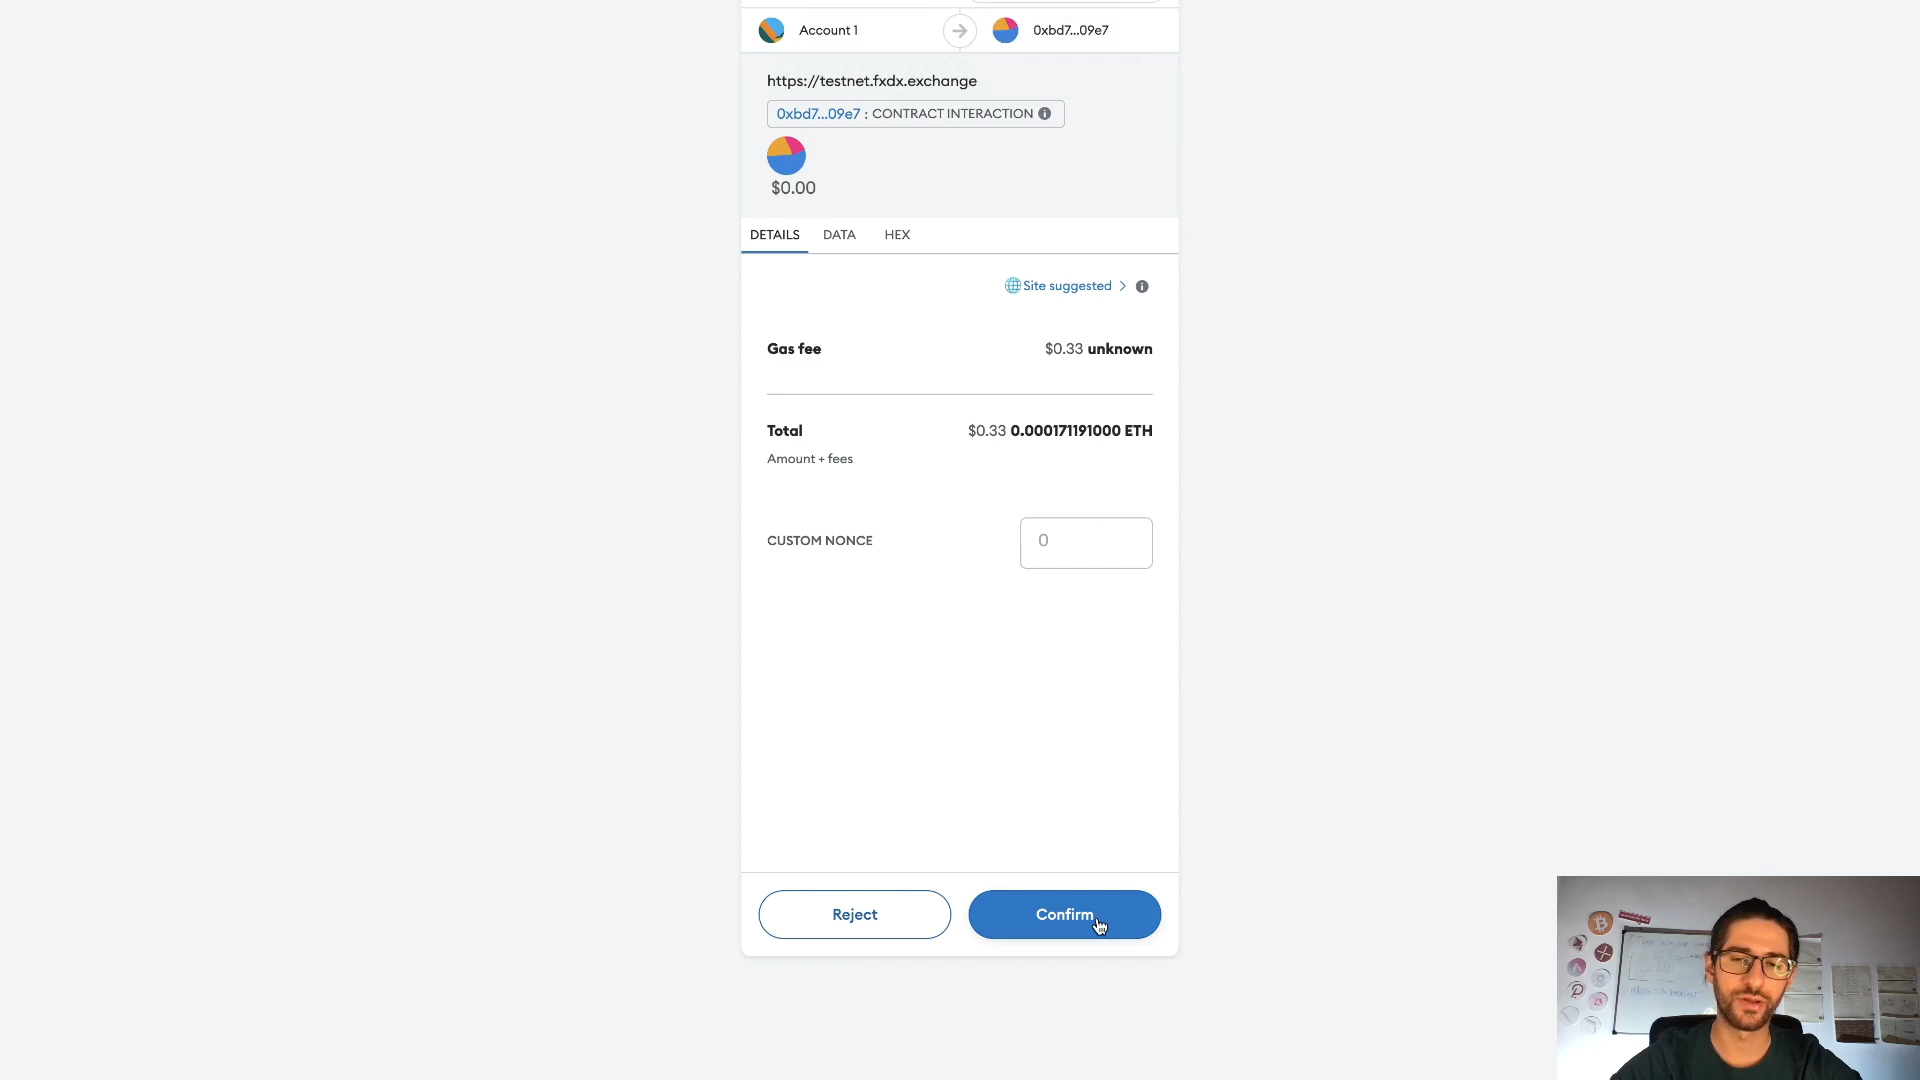 Account 1
0xbd7...09e7
https://testnet.fxdx.exchange
0xbd7...09e7 : CONTRACT INTERACTION
$0.00
DETAILS DATA HEX
Site suggested >
Gas fee $0.33 unknown
Total $0.33 0.000171191000 ETH
Amount + fees
CUSTOM NONCE 0
Reject Confirm